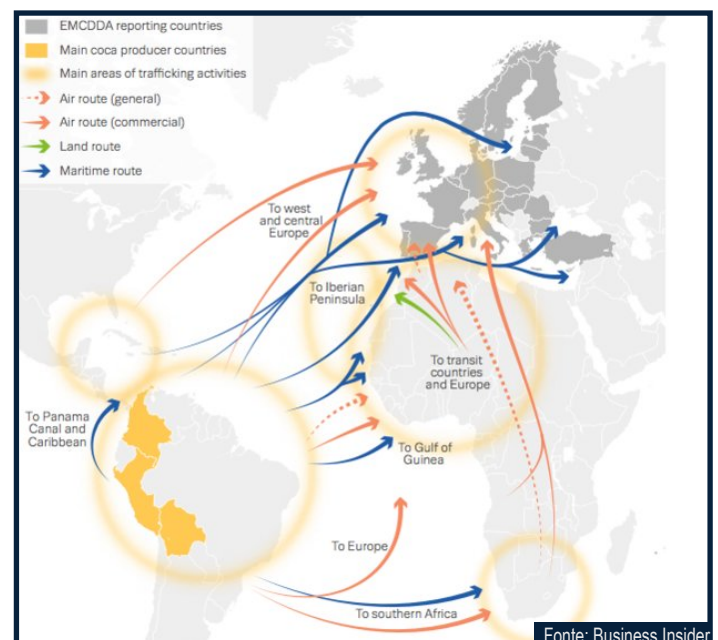 EMCDDA reporting countries
Main coca producer countries
Main areas of trafficking activities
Air route (general)
Air route (commercial)
Land route
Maritime route
To west
and central
Europe
To Iberian
Peninsula
To transit
countries
and Europe
To Panama
Canal and
Caribbean
To Gulf of
Guinea
To Europe
To southern Africa
Fonte: Business Insider